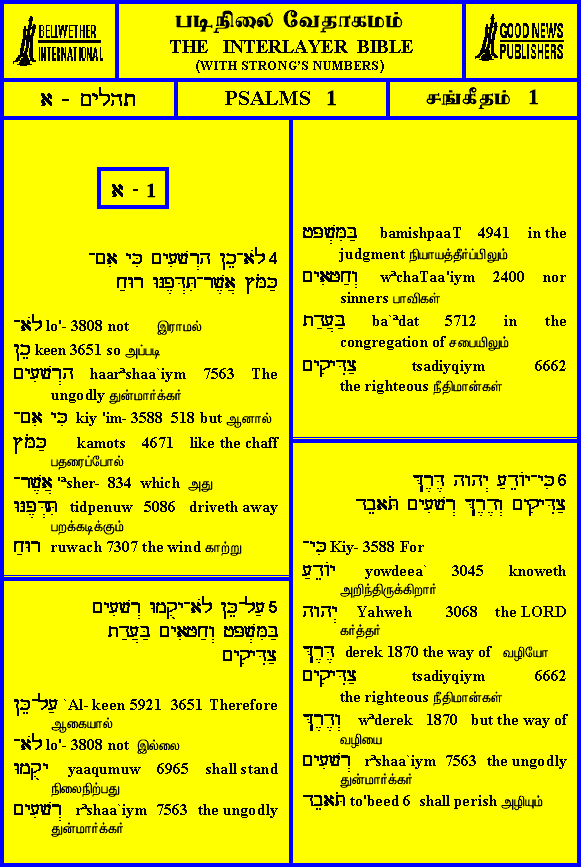 BELLWETHER
INTERNATIONAL
படிநிலை வேதாகமம்
THE INTERLAYER BIBLE
(WITH STRONG'S NUMBERS)
GOOD NEWS
PUBLISHERS
תהלים - א
PSALMS 1
சங்கீதம் 1
א - 1
4 לֹא־כֵן הָרְשָׁעִים כִּי אִם־
כַּמֹּץ אֲשֶׁר־תִּדְּפֶנּוּ רוּחַ
לֹא־ lo'- 3808 not இராமல்
כֵן keen 3651 so அப்படி
הָרְשָׁעִים haarªshaa`iym 7563 The
ungodly துன்மார்க்கர்
כִּי אִם־ kiy 'im- 3588 518 but ஆனால்
כַּמֹּץ kamots 4671 like the chaff
பதரைப்போல்
אֲשֶׁר־ 'ªsher- 834 which அது
תִּדְּפֶנּוּ tidpenuw 5086 driveth away
பறக்கடிக்கும்
רוּחַ ruwach 7307 the wind காற்று
5 עַל־כֵּן לֹא־יָקֻמוּ רְשָׁעִים
בַּמִּשְׁפָּט וְחַטָּאִים בַּעֲדַת
צַדִּיקִים
עַל־כֵּן `Al- keen 5921 3651 Therefore
ஆகையால்
לֹא־ lo'- 3808 not இல்லை
יָקֻמוּ yaaqumuw 6965 shall stand
நிலைநிற்பது
רְשָׁעִים rªshaa`iym 7563 the ungodly
துன்மார்க்கர்
בַּמִּשְׁפָּט bamishpaaT 4941 in the
judgment நியாயத்தீர்ப்பிலும்
וְחַטָּאִים wªchaTaa'iym 2400 nor
sinners பாவிகள்
בַּעֲדַת ba`ªdat 5712 in the
congregation of சபையிலும்
צַדִּיקִים tsadiyqiym 6662
the righteous நீதிமான்கள்
6 כִּי־יוֹדֵעַ יְהוָה דֶּרֶךְ
צַדִּיקִים וְדֶרֶךְ רְשָׁעִים תֹּאבֵד
כִּי־ Kiy- 3588 For
יוֹדֵעַ yowdeea` 3045 knoweth
அறிந்திருக்கிறார்
יְהוָה Yahweh 3068 the LORD
கர்த்தர்
דֶּרֶךְ derek 1870 the way of வழியோ
צַדִּיקִים tsadiyqiym 6662
the righteous நீதிமான்கள்
וְדֶרֶךְ wªderek 1870 but the way of
வழியை
רְשָׁעִים rªshaa`iym 7563 the ungodly
துன்மார்க்கர்
תֹּאבֵד to'beed 6 shall perish அழியும்